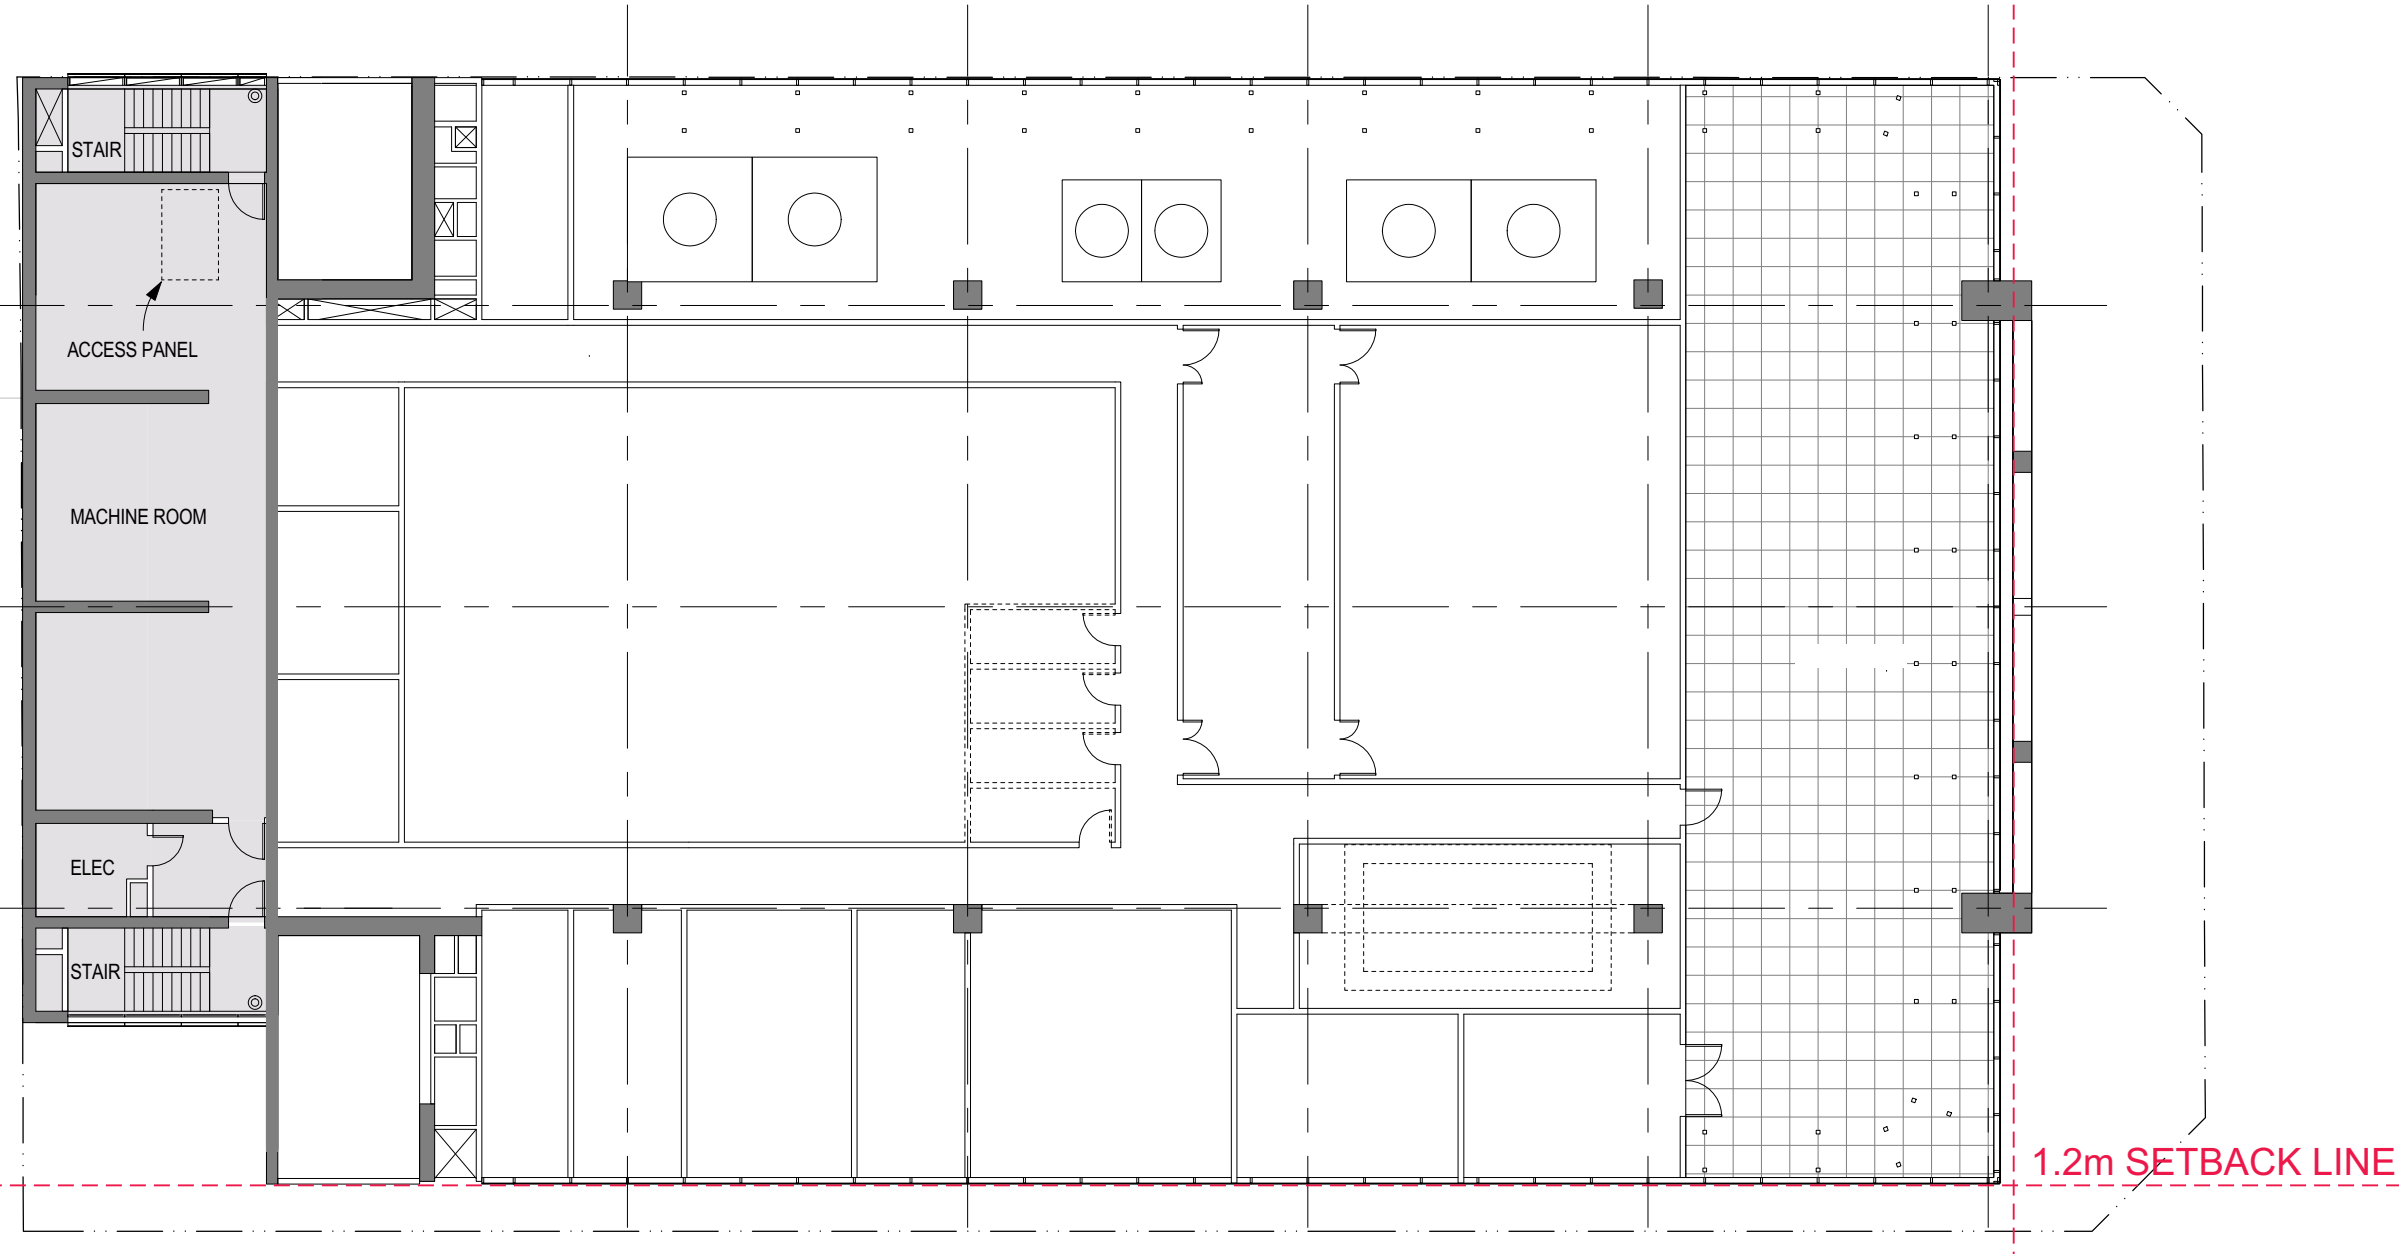 STAIR
ACCESS PANEL
MACHINE ROOM
ELEC
STAIR
1.2m SETBACK LINE